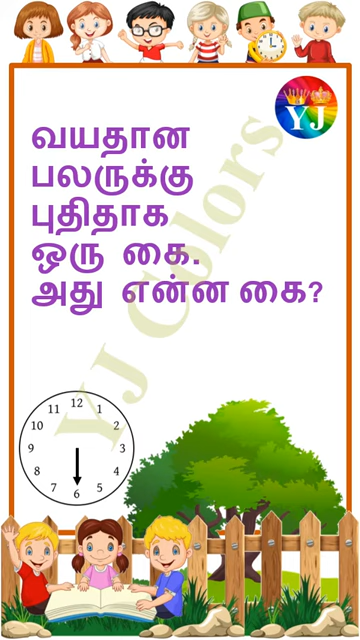 YJ
வயதான
பலருக்கு
புதிதாக
ஒரு கை.
அது என்ன கை?
YJ Colors
12
11 1
10 2
9 3
8 4
7 5
6